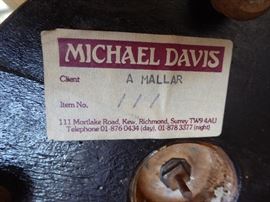 MICHAEL DAVIS
Client A MALLAR
Item No. 111
111 Mortlake Road, Kew, Richmond, Surrey TW9 4AU
Telephone 01-876 0434 (day), 01-878 3377 (night)